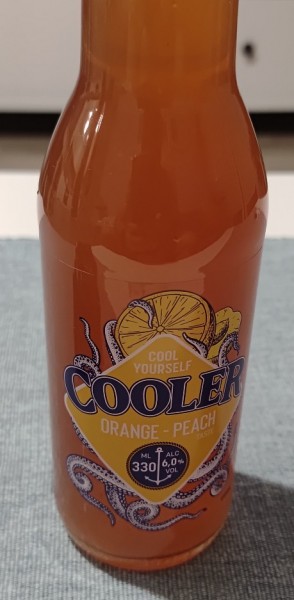 COOL
YOURSELF
COOLER
ORANGE - PEACH
ML ALC
330 6,0%
VOL